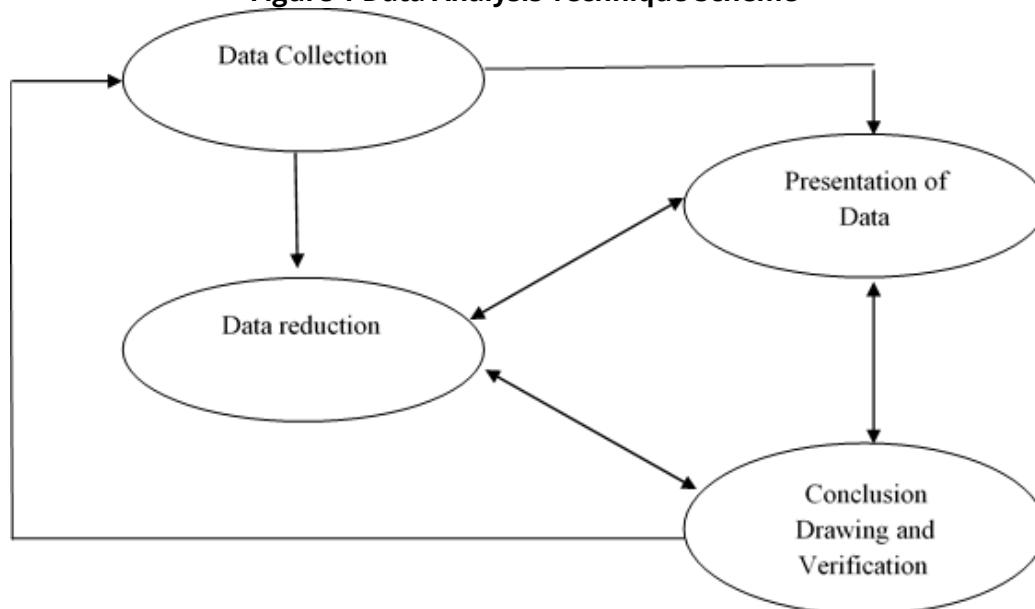 Figure 1 Data Analysis Technique Scheme
Data Collection
Presentation of
Data
Data reduction
Conclusion
Drawing and
Verification